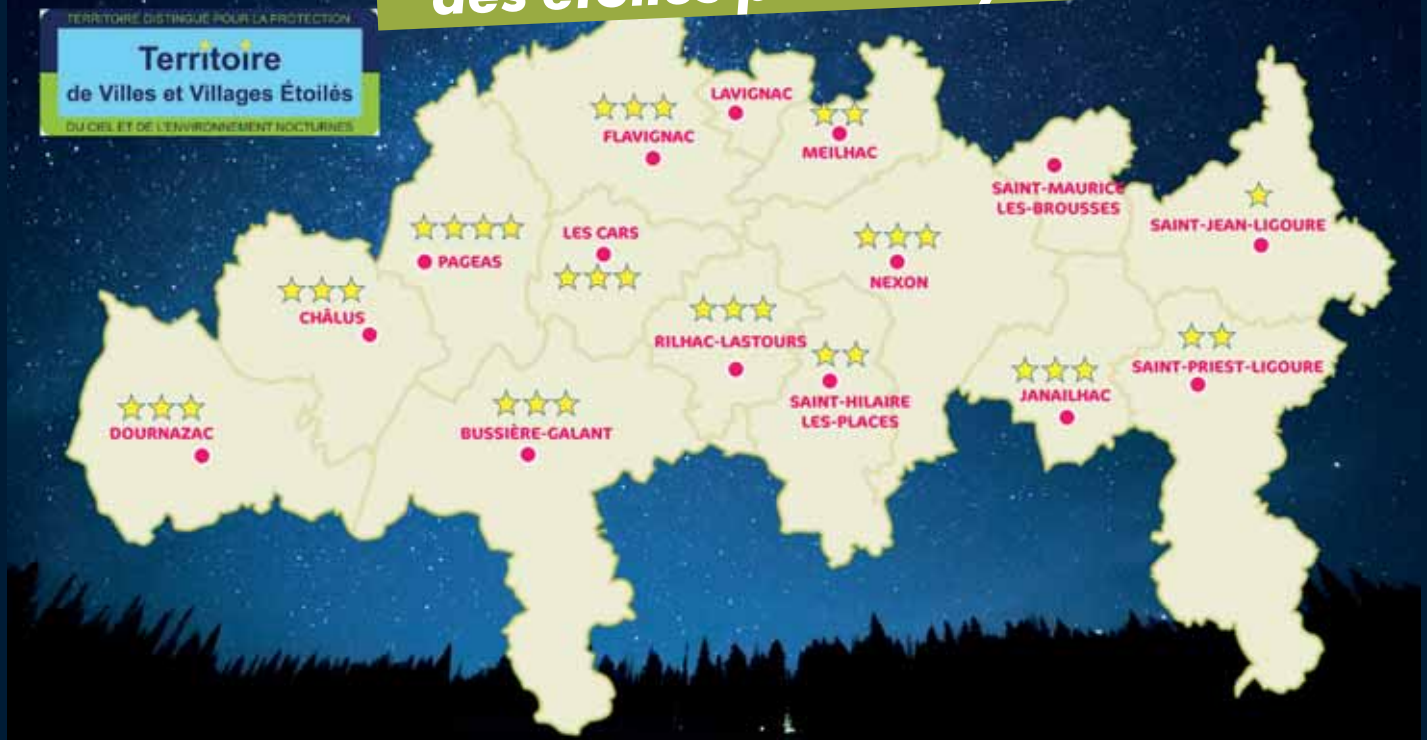 des étoiles
TERRITOIRE DISTINGUÉ POUR LA PROTECTION
Territoire
de Villes et Villages Étoilés
DU CIEL ET DE L'ENVIRONNEMENT NOCTURNES
LAVIGNAC
FLAVIGNAC
MEILHAC
SAINT-MAURICE
LES-BROUSSES
SAINT-JEAN-LIGOURE
LES CARS
PAGEAS
NEXON
CHÂLUS
RILHAC-LASTOURS
SAINT-PRIEST-LIGOURE
JANAILHAC
SAINT-HILAIRE
LES-PLACES
DOURNAZAC
BUSSIÈRE-GALANT